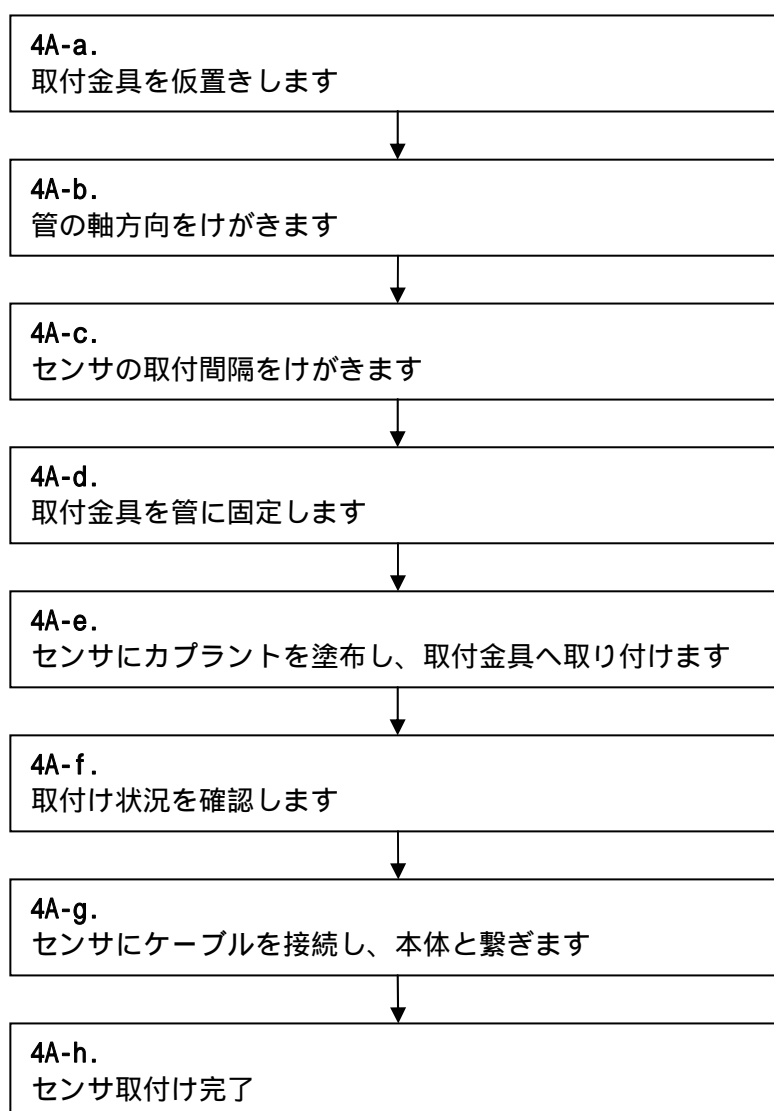 4A-a.
取付金具を仮置きします
4A-b.
管の軸方向をけがきます
4A-c.
センサの取付間隔をけがきます
4A-d.
取付金具を管に固定します
4A-e.
センサにカプラントを塗布し、取付金具へ取り付けます
4A-f.
取付け状況を確認します
4A-g.
センサにケーブルを接続し、本体と繋ぎます
4A-h.
センサ取付け完了